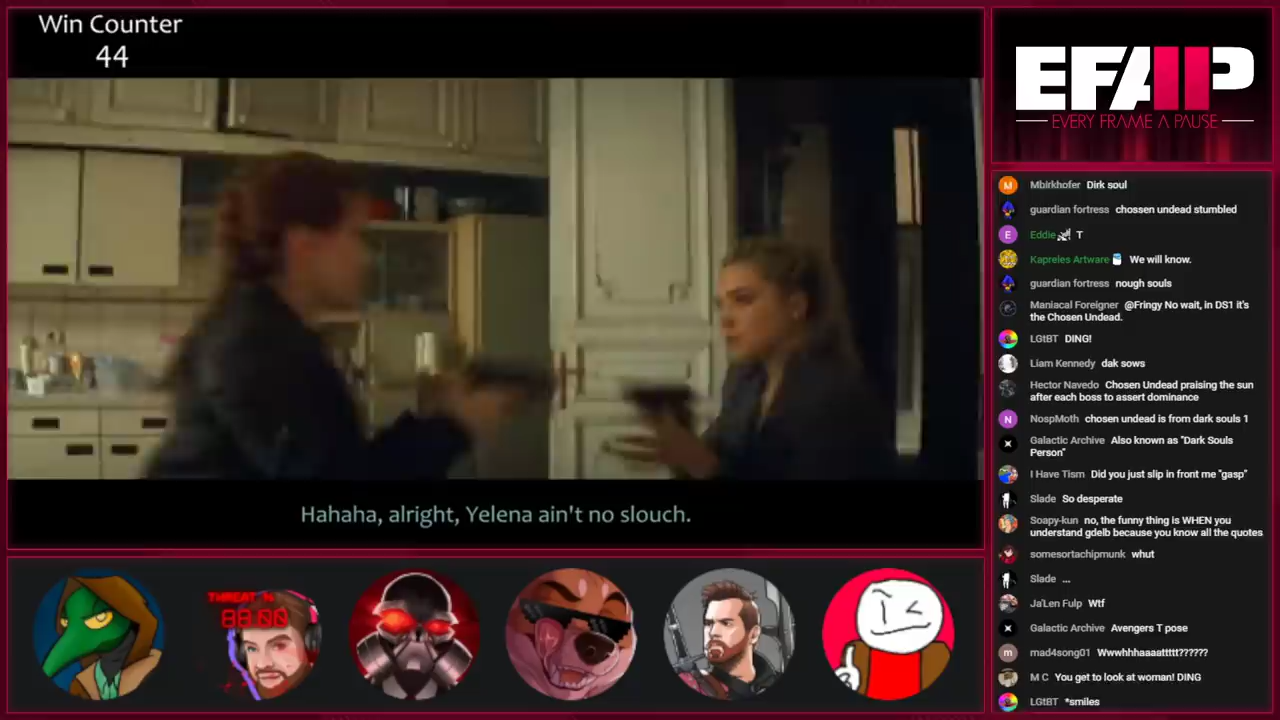 Win Counter
44
Hahaha, alright, Yelena ain't no slouch.
THREAT
88:00
EFAP
EVERY FRAME A PAUSE
M Mbirkhofer Dirk soul
guardian fortress chossen undead stumbled
E Eddie T
Kapreles Artware We will know.
guardian fortress nough souls
Maniacal Foreigner @Fringy No wait, in DS1 it's
the Chosen Undead.
LGtBT DING!
Liam Kennedy dak sows
Hector Navedo Chosen Undead praising the sun
after each boss to assert dominance
N NospMoth chosen undead is from dark souls 1
Galactic Archive Also known as "Dark Souls
Person"
I Have Tism Did you just slip in front me "gasp"
Slade So desperate
Soapy-kun no, the funny thing is WHEN you
understand gdelb because you know all the quotes
somesortachipmunk whut
Slade ...
Ja'Len Fulp Wtf
Galactic Archive Avengers T pose
m mad4song01 Wwwhhhaaaattttt??????
M C You get to look at woman! DING
LGtBT *smiles